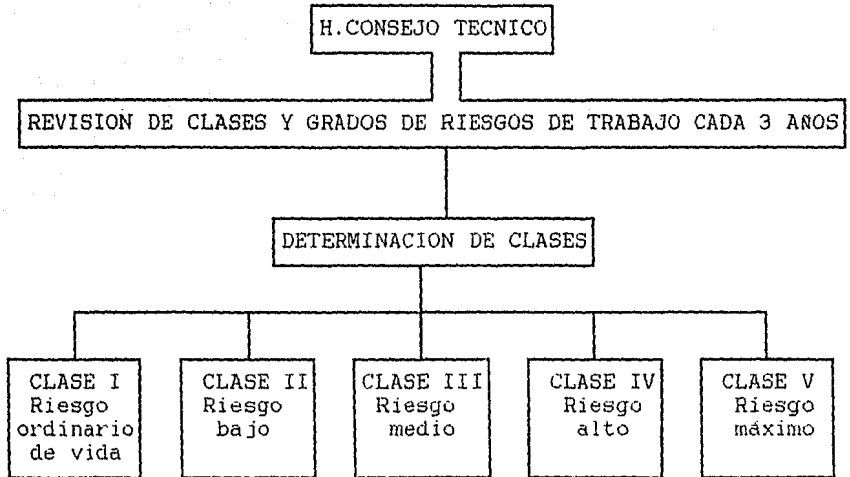 H.CONSEJO TECNICO
REVISION DE CLASES Y GRADOS DE RIESGOS DE TRABAJO CADA 3 AÑOS
DETERMINACION DE CLASES
CLASE I
Riesgo
ordinario
de vida
CLASE II
Riesgo
bajo
CLASE III
Riesgo
medio
CLASE IV
Riesgo
alto
CLASE V
Riesgo
máximo